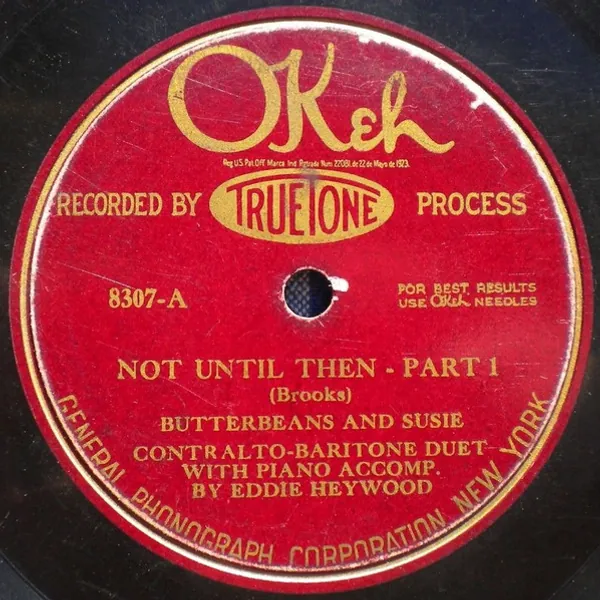 OKeh
Reg U.S. Pat. Off Marca Ind Rgtrada Num 22081, de 22 de Mayo de 1923.
RECORDED BY TRUETONE PROCESS
8307-A
FOR BEST RESULTS
USE OKeh NEEDLES
NOT UNTIL THEN - PART 1
(Brooks)
BUTTERBEANS AND SUSIE
CONTRALTO-BARITONE DUET
WITH PIANO ACCOMP.
BY EDDIE HEYWOOD
GENERAL PHONOGRAPH CORPORATION NEW YORK